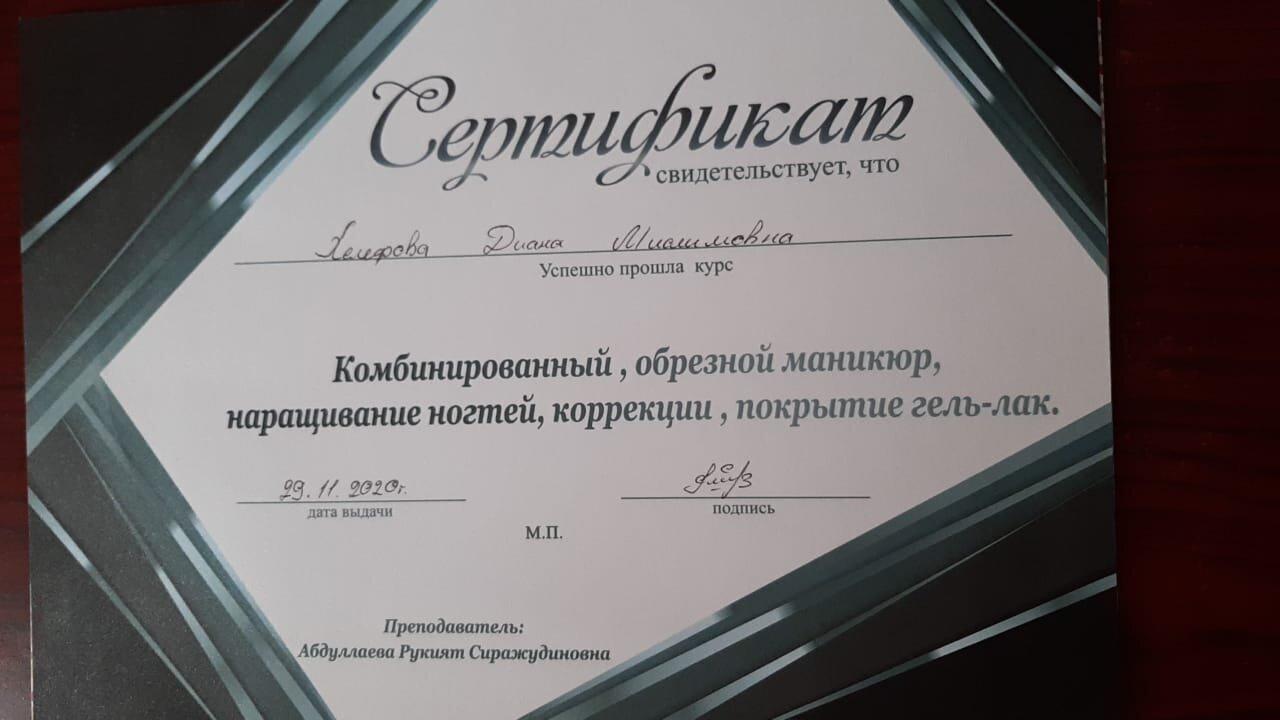 Сертификат
свидетельствует, что
Диана
Успешно прошла курс
Комбинированный , обрезной маникюр,
наращивание ногтей, коррекции , покрытие гель-лак.
29.11.2020г.
дата выдачи
подпись
М.П.
Преподаватель:
Абдуллаева Рукият Сиражудиновна